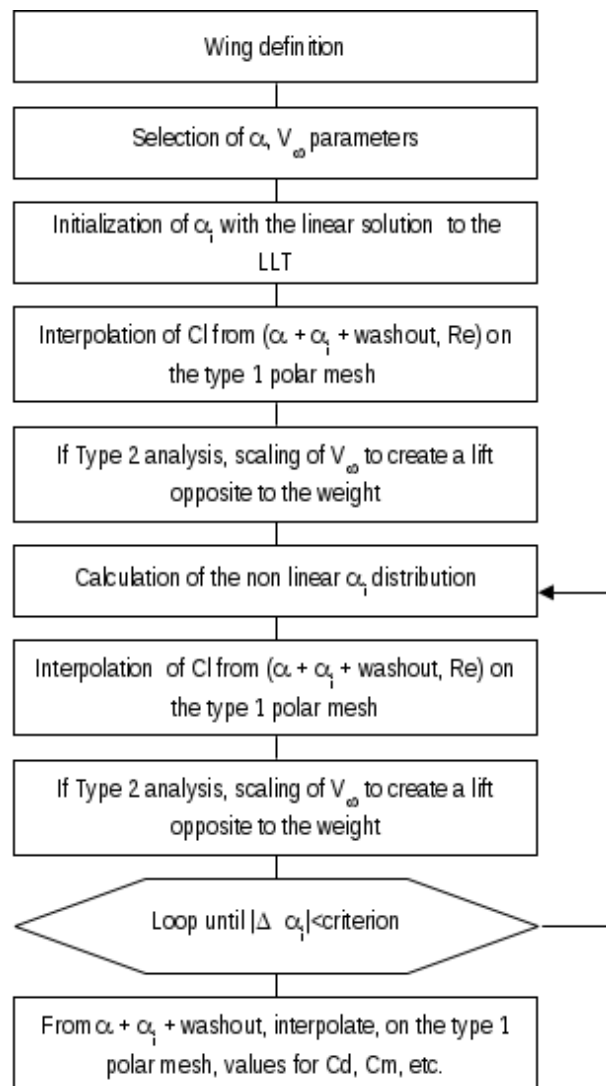 Wing definition
Selection of α, V∞ parameters
Initialization of αi with the linear solution to the
LLT
Interpolation of Cl from (α + αi + washout, Re) on
the type 1 polar mesh
If Type 2 analysis, scaling of V∞ to create a lift
opposite to the weight
Calculation of the non linear αi distribution
Interpolation of Cl from (α + αi + washout, Re) on
the type 1 polar mesh
If Type 2 analysis, scaling of V∞ to create a lift
opposite to the weight
Loop until |Δ αi|<criterion
From α + αi + washout, interpolate, on the type 1
polar mesh, values for Cd, Cm, etc.